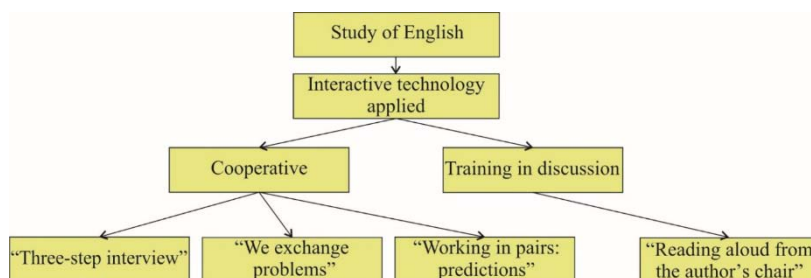 Study of English
Interactive technology
applied
Cooperative
Training in discussion
“Three-step interview”
“We exchange
problems”
“Working in pairs:
predictions”
“Reading aloud from
the author’s chair”